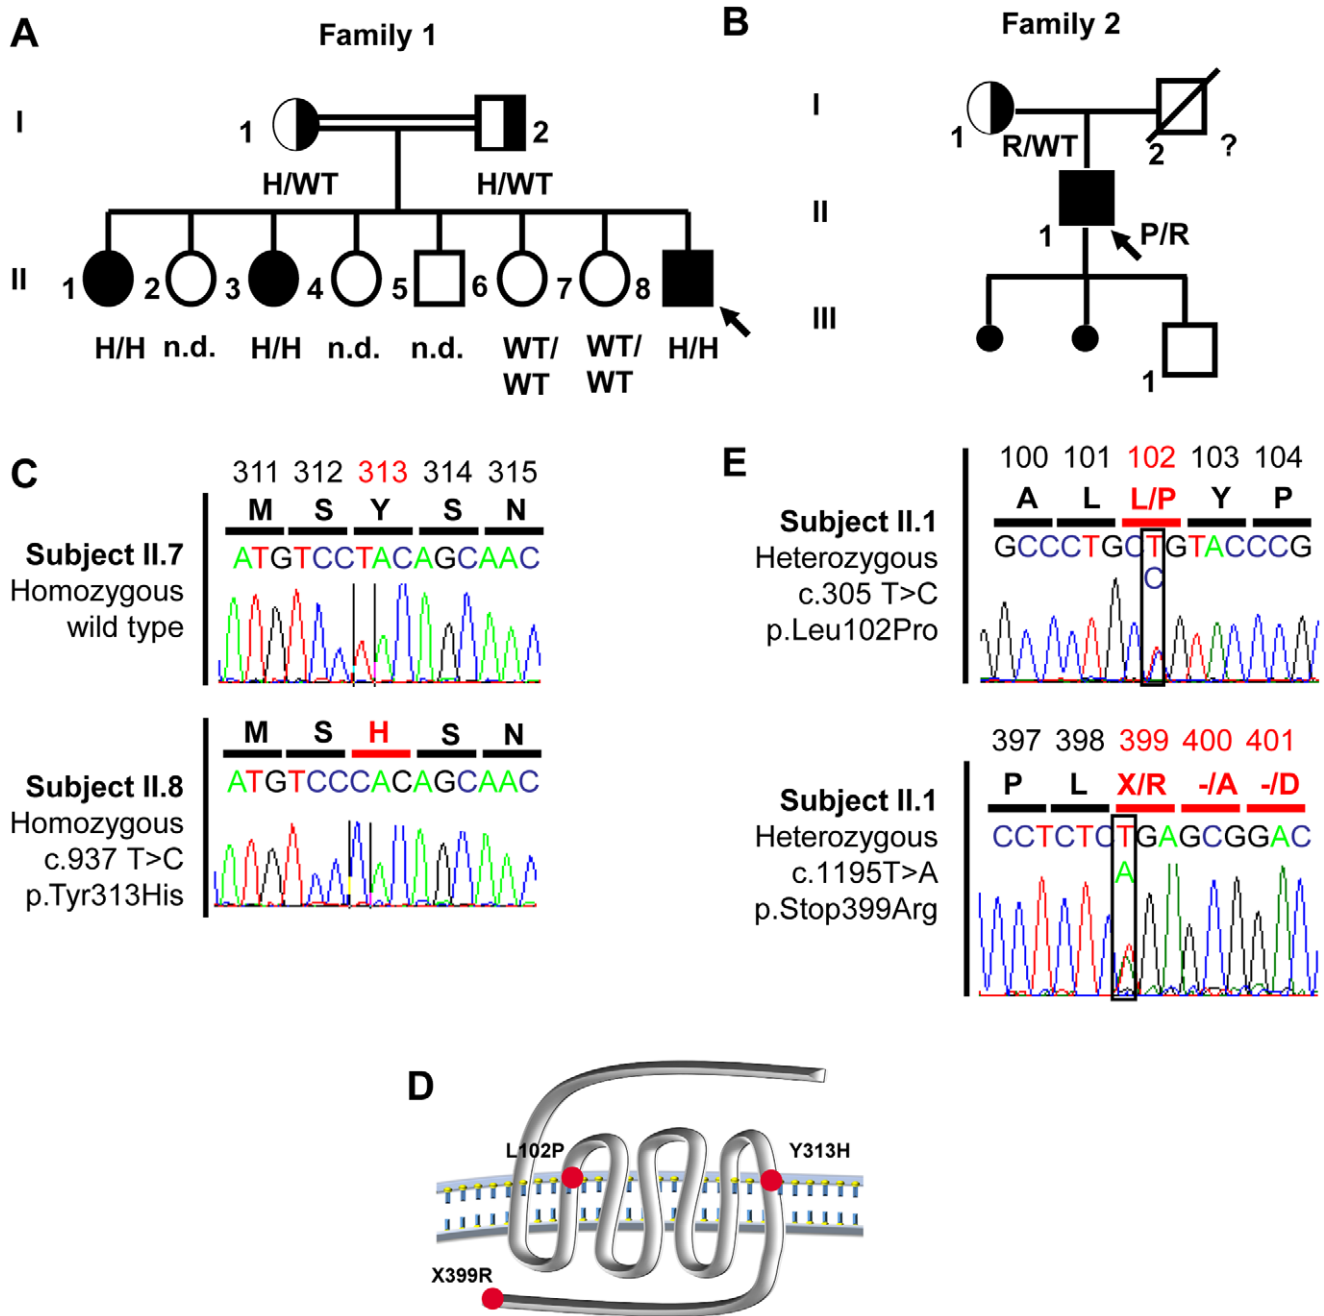 A
Family 1
I
1
2
H/WT
H/WT
II
1
2
3
4
5
6
7
8
H/H
n.d.
H/H
n.d.
n.d.
WT/
WT
WT/
WT
H/H
B
Family 2
I
1
R/WT
2
?
II
1
P/R
III
1
C
311 312 313 314 315
M S Y S N
Subject II.7
Homozygous
wild type
ATGTCCTACAGCAAC
M S H S N
Subject II.8
Homozygous
c.937 T>C
p.Tyr313His
ATGTCCCACAGCAAC
E
100 101 102 103 104
A L L/P Y P
Subject II.1
Heterozygous
c.305 T>C
p.Leu102Pro
GCCCTGCTGTACCCG
C
397 398 399 400 401
P L X/R -/A -/D
Subject II.1
Heterozygous
c.1195T>A
p.Stop399Arg
CCTCTCTGAGCGGAC
A
D
L102P
Y313H
X399R